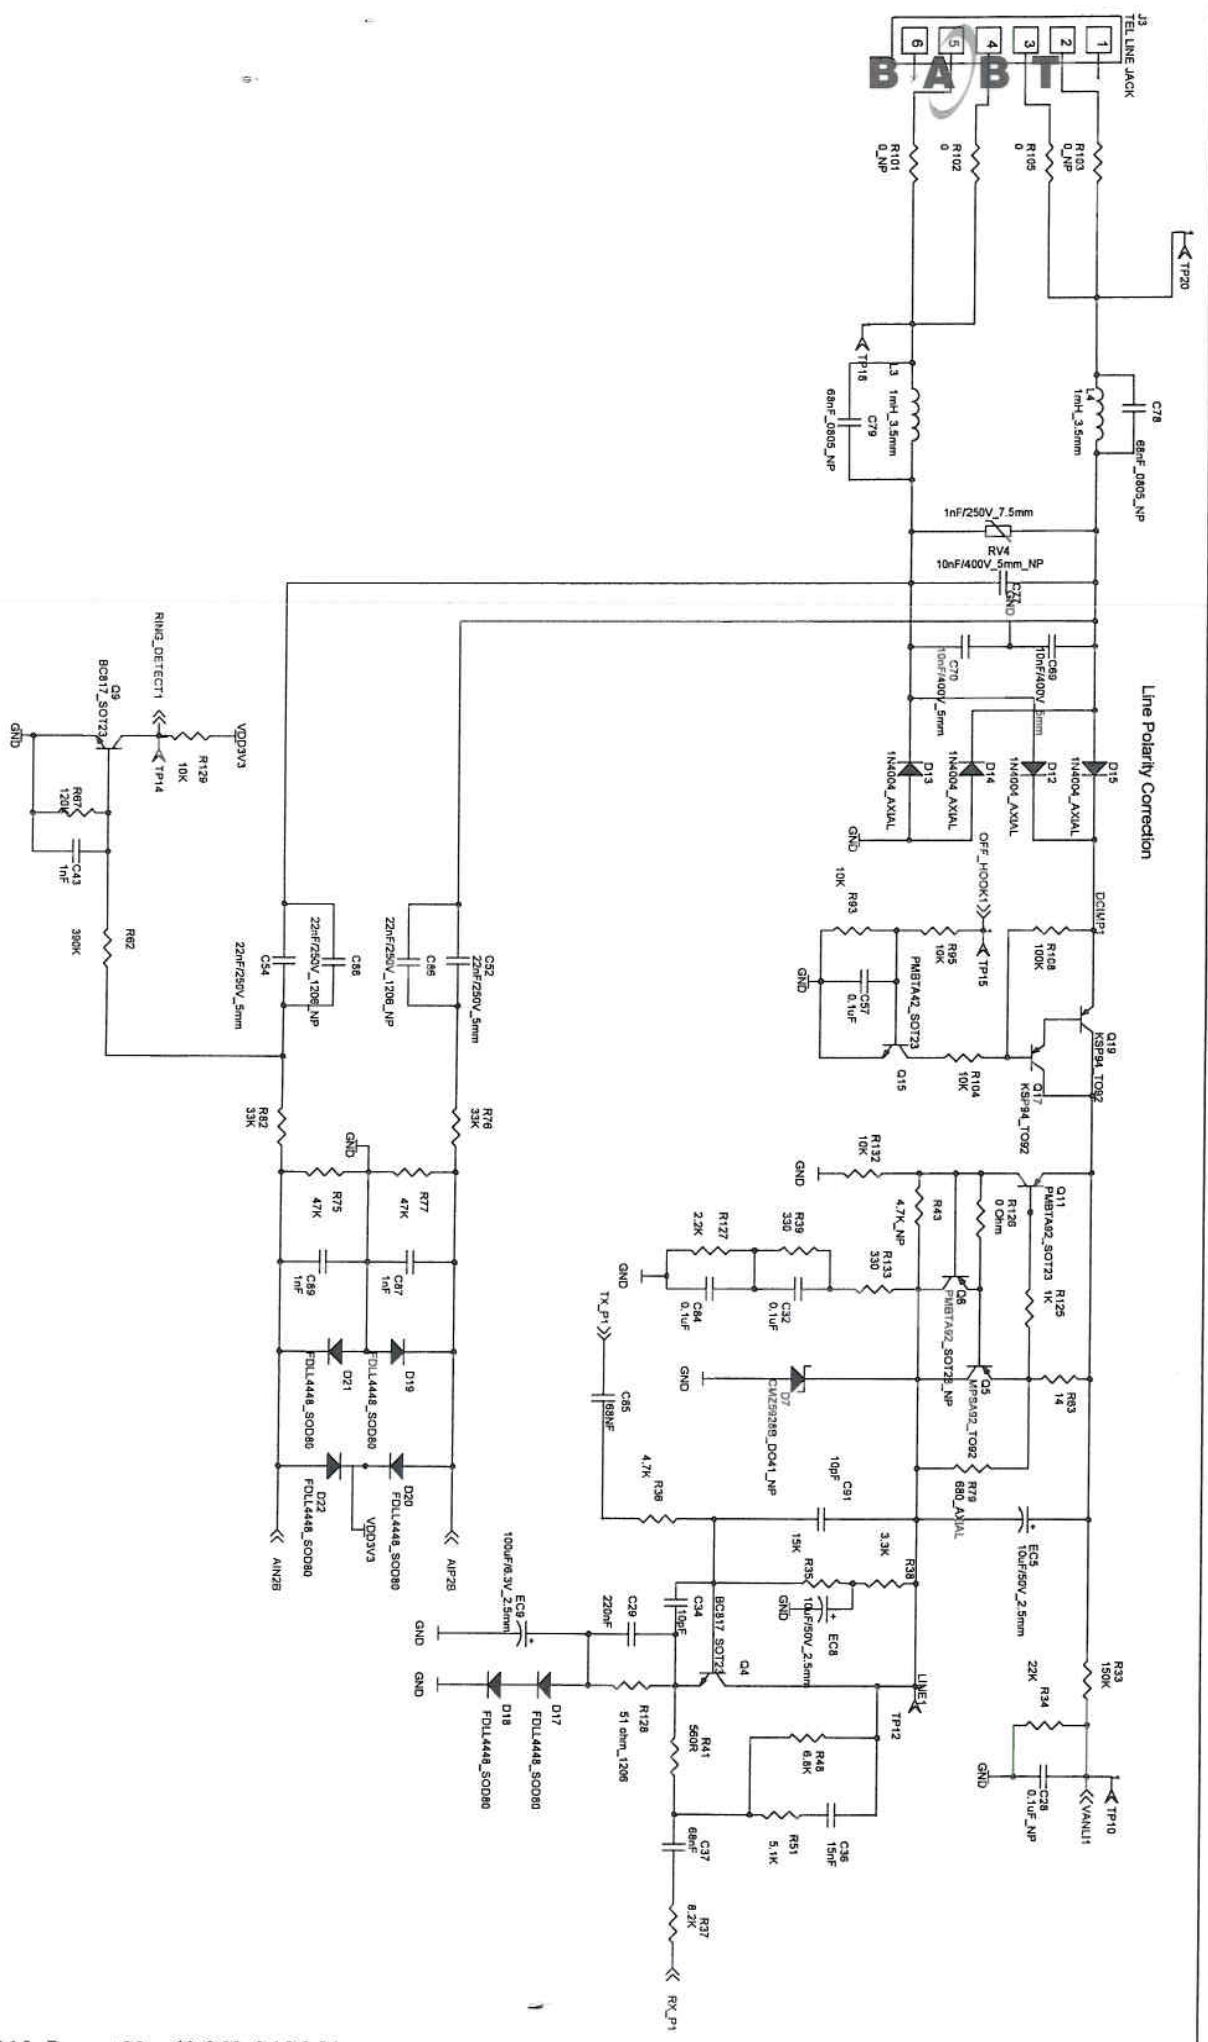 J3
TEL LINE JACK
1
2
3
4
5
6
BABT
R103
0_NP
R105
0
R102
0
R101
0_NP
TP20
TP18
C78
68nF_0805_NP
L4
1mH_3.5mm
L3
1mH_3.5mm
C79
68nF_0805_NP
1nF/250V_7.5mm
RV4
10nF/400V_5mm_NP
C27
GND
C69
10nF/400V_5mm
C70
10nF/400V_5mm
Line Polarity Correction
D15
1N4004_AXIAL
D12
1N4004_AXIAL
D14
1N4004_AXIAL
D13
1N4004_AXIAL
GND
DCIMP1
OFF_HOOK1
TP15
R108
100K
R95
10K
R93
10K
C57
0.1uF
GND
PMBTA42_SOT23
Q15
R104
10K
Q19
KSP94_TO92
Q17
KSP94_TO92
Q11
PMBTA92_SOT23
R125
1K
R126
0 Ohm
R43
4.7K_NP
R132
10K
GND
Q6
PMBTA92_SOT23_NP
Q5
MPSA92_TO92
R63
14
R79
680_AXIAL
R133
330
R39
330
C32
0.1uF
R127
2.2K
C84
0.1uF
GND
D7
CMZ5928B_DO41_NP
GND
TX_P1
C85
68NF
R36
4.7K
C91
10pF
EC5
10uF/50V_2.5mm
R38
3.3K
R35
15K
EC8
10uF/50V_2.5mm
GND
C34
10pF
BC817_SOT23
Q4
LINE1
TP12
C29
220nF
R128
51 ohm_1206
EC9
100uF/6.3V_2.5mm
GND
D17
FDLL4448_SOD80
D18
FDLL4448_SOD80
GND
R33
150K
R34
22K
C28
0.1uF_NP
GND
TP10
VANLI1
R48
6.8K
C36
15nF
R51
5.1K
R41
560R
C37
68nF
R37
8.2K
RX_P1
RING_DETECT1
TP14
VDD3V3
R129
10K
Q9
BC817_SOT23
GND
R67
120K
C43
1nF
R62
390K
C52
22nF/250V_5mm
C86
22nF/250V_1206_NP
C88
22nF/250V_1206_NP
C54
22nF/250V_5mm
R76
33K
R82
33K
GND
R77
47K
R75
47K
C87
1nF
C89
1nF
D19
FDLL4448_SOD80
D21
FDLL4448_SOD80
D20
FDLL4448_SOD80
D22
FDLL4448_SOD80
VDD3V3
AIP2B
AIN2B